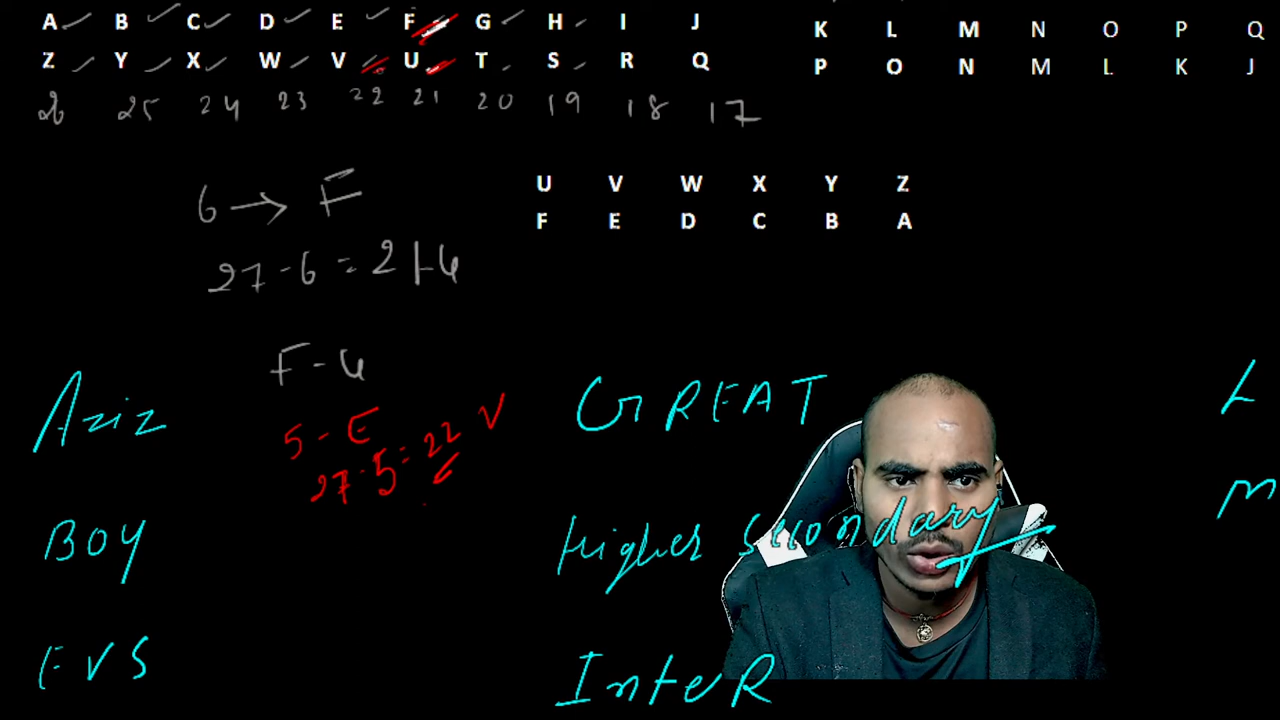 A B C D E F G H I J K L M N O P Q
Z Y X W V U T S R Q P O N M L K J
26 25 24 23 22 21 20 19 18 17
U V W X Y Z
F E D C B A
6 → F
27 - 6 = 21 - U
F - U
5 - E
27 - 5 = 22 V
Aziz GREAT L
BOY Higher Secondary M
EVS InteR